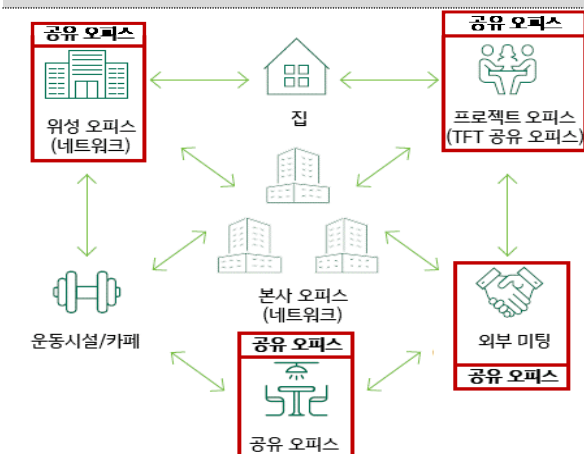 공유 오피스
위성 오피스
(네트워크)
집
공유 오피스
프로젝트 오피스
(TFT 공유 오피스)
본사 오피스
(네트워크)
운동시설/카페
외부 미팅
공유 오피스
공유 오피스
공유 오피스